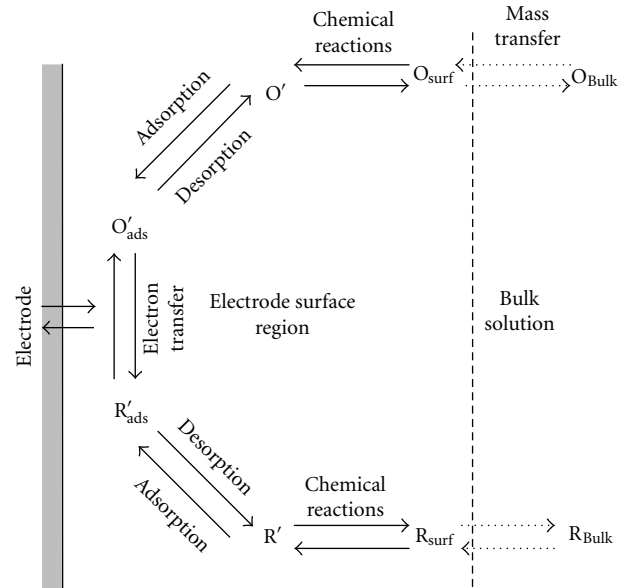 Chemical
reactions
Mass
transfer
O′
O_surf
O_Bulk
Adsorption
Desorption
O′_ads
Electrode
Electron
transfer
Electrode surface
region
Bulk
solution
R′_ads
Desorption
Adsorption
Chemical
reactions
R′
R_surf
R_Bulk